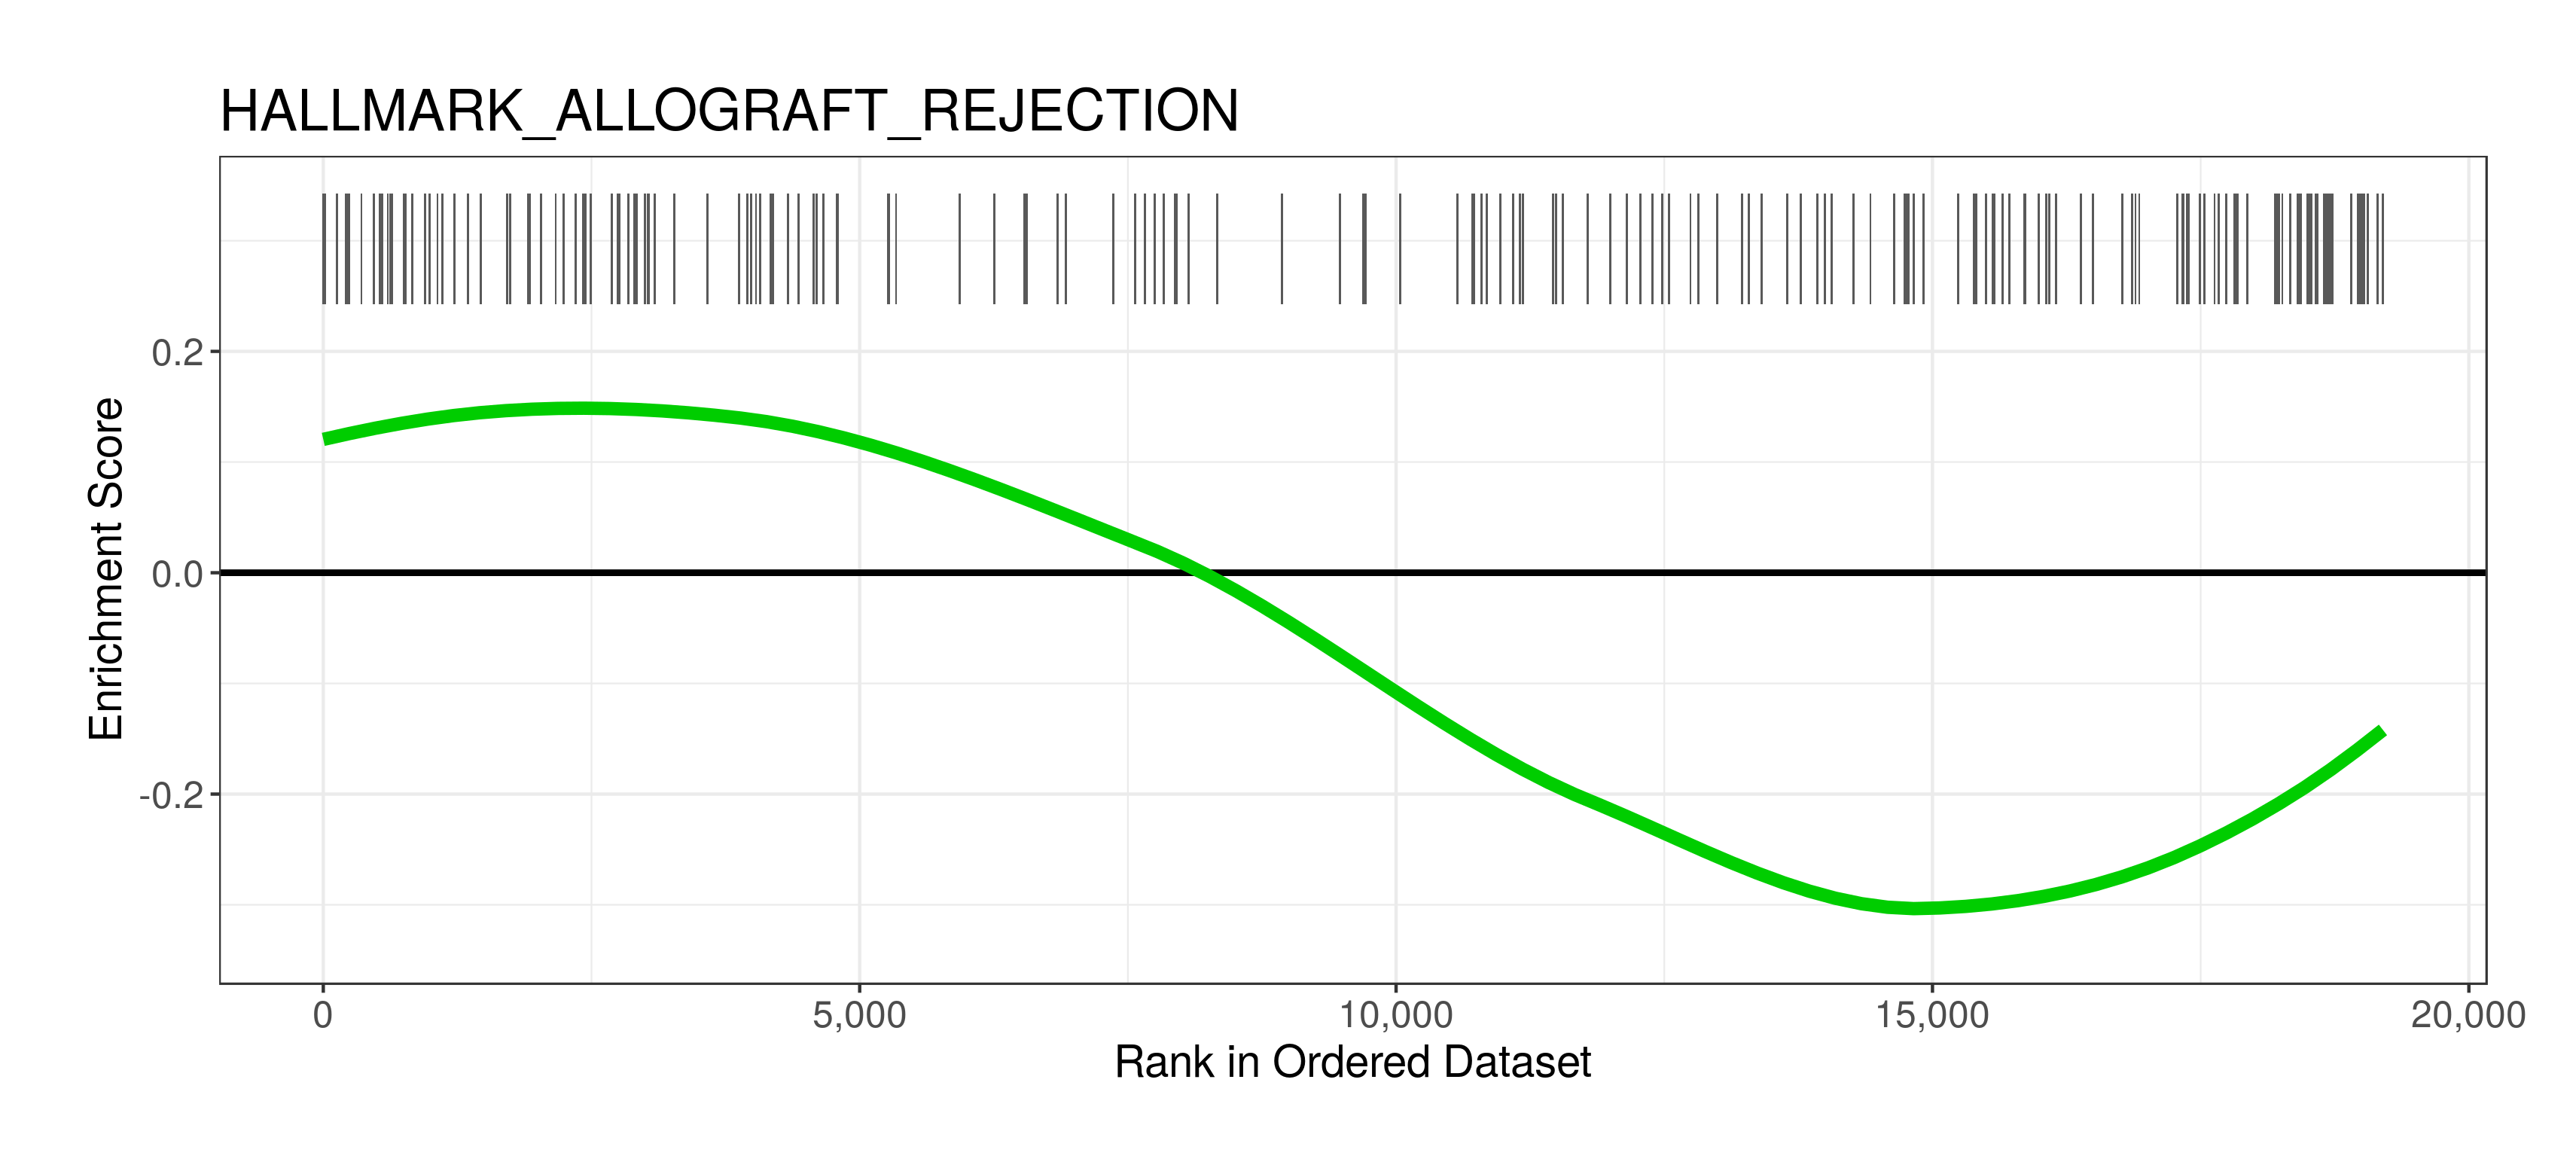 HALLMARK_ALLOGRAFT_REJECTION
Enrichment Score
0.2
0.0
-0.2
0 5,000 10,000 15,000 20,000
Rank in Ordered Dataset